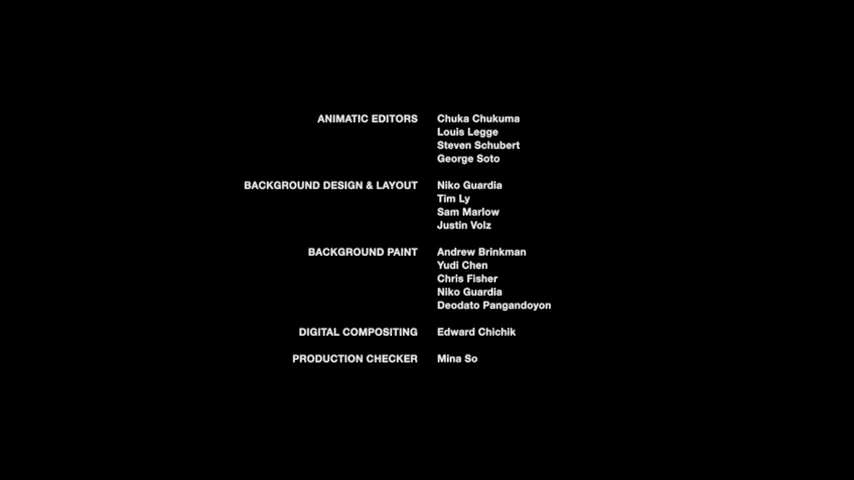 ANIMATIC EDITORS Chuka Chukuma
Louis Legge
Steven Schubert
George Soto
BACKGROUND DESIGN & LAYOUT Niko Guardia
Tim Ly
Sam Marlow
Justin Volz
BACKGROUND PAINT Andrew Brinkman
Yudi Chen
Chris Fisher
Niko Guardia
Deodato Pangandoyon
DIGITAL COMPOSITING Edward Chichik
PRODUCTION CHECKER Mina So